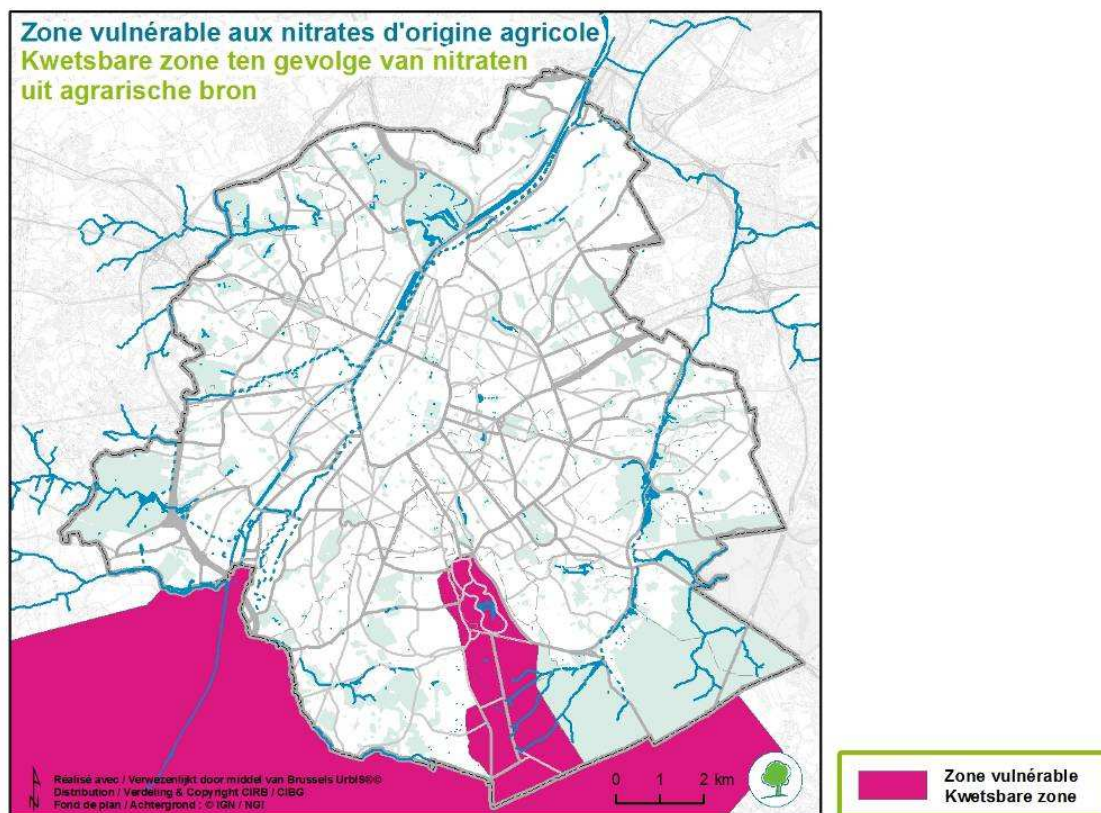 Zone vulnérable aux nitrates d'origine agricole
Kwetsbare zone ten gevolge van nitraten
uit agrarische bron
Réalisé avec / Verwezenlijkt door middel van Brussels UrbIS®©
Distribution / Verdeling & Copyright CIRB / CIBG
Fond de plan / Achtergrond : © IGN / NGI
N
0 1 2 km
Zone vulnérable
Kwetsbare zone